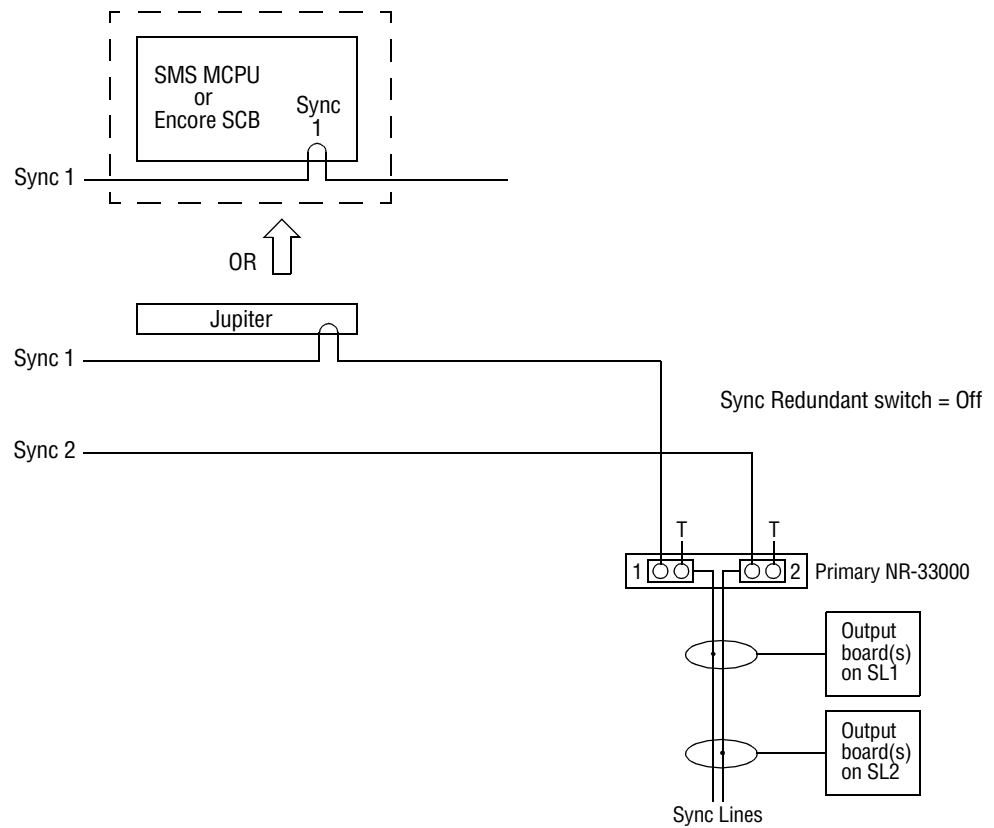 SMS MCPU
or
Encore SCB
Sync
1
Sync 1
OR
Jupiter
Sync 1
Sync Redundant switch = Off
Sync 2
T
T
1
2
Primary NR-33000
Output
board(s)
on SL1
Output
board(s)
on SL2
Sync Lines